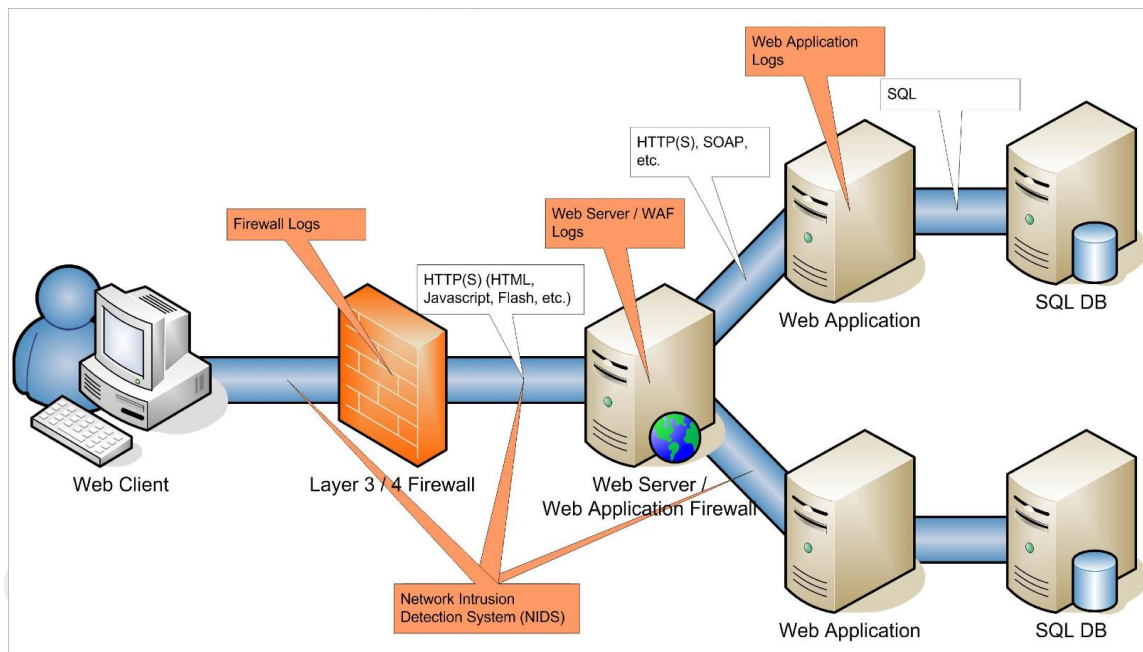 Web Application
Logs
SQL
HTTP(S), SOAP,
etc.
Firewall Logs
Web Server / WAF
Logs
HTTP(S) (HTML,
Javascript, Flash, etc.)
Web Application
SQL DB
Web Client
Layer 3 / 4 Firewall
Web Server /
Web Application Firewall
Network Intrusion
Detection System (NIDS)
Web Application
SQL DB